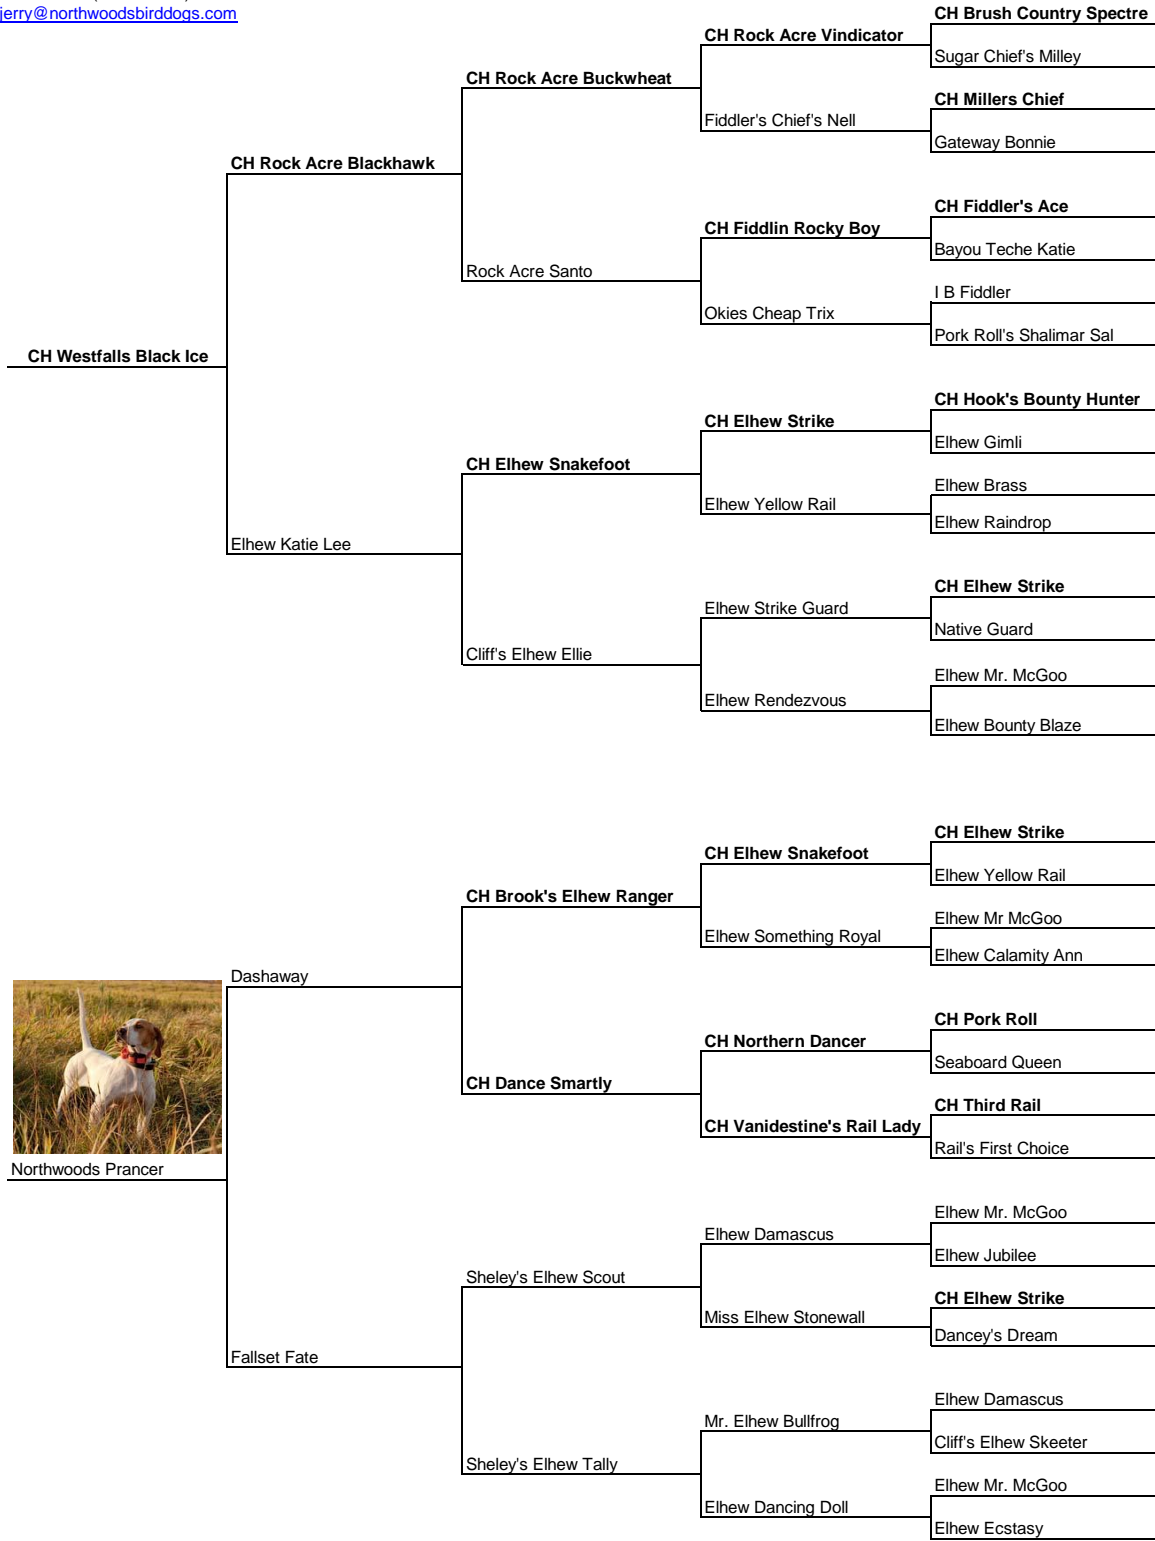 jerry@northwoodsbirddogs.com
CH Brush Country Spectre
CH Rock Acre Vindicator
Sugar Chief's Milley
CH Rock Acre Buckwheat
CH Millers Chief
Fiddler's Chief's Nell
Gateway Bonnie
CH Rock Acre Blackhawk
CH Fiddler's Ace
CH Fiddlin Rocky Boy
Bayou Teche Katie
Rock Acre Santo
I B Fiddler
Okies Cheap Trix
Pork Roll's Shalimar Sal
CH Westfalls Black Ice
CH Hook's Bounty Hunter
CH Elhew Strike
Elhew Gimli
CH Elhew Snakefoot
Elhew Brass
Elhew Yellow Rail
Elhew Raindrop
Elhew Katie Lee
CH Elhew Strike
Elhew Strike Guard
Native Guard
Cliff's Elhew Ellie
Elhew Mr. McGoo
Elhew Rendezvous
Elhew Bounty Blaze
CH Elhew Strike
CH Elhew Snakefoot
Elhew Yellow Rail
CH Brook's Elhew Ranger
Elhew Mr McGoo
Elhew Something Royal
Elhew Calamity Ann
Dashaway
CH Pork Roll
CH Northern Dancer
Seaboard Queen
CH Dance Smartly
CH Third Rail
CH Vanidestine's Rail Lady
Rail's First Choice
Northwoods Prancer
Elhew Mr. McGoo
Elhew Damascus
Elhew Jubilee
Sheley's Elhew Scout
CH Elhew Strike
Miss Elhew Stonewall
Dancey's Dream
Fallset Fate
Elhew Damascus
Mr. Elhew Bullfrog
Cliff's Elhew Skeeter
Sheley's Elhew Tally
Elhew Mr. McGoo
Elhew Dancing Doll
Elhew Ecstasy